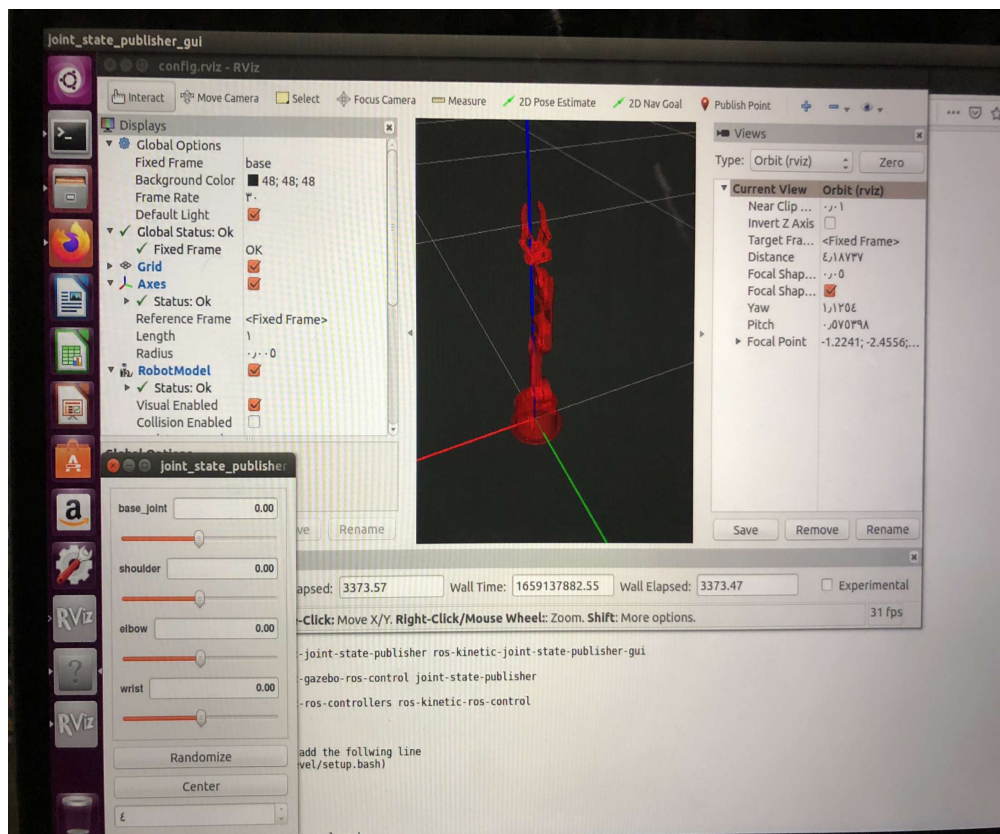 joint_state_publisher_gui
config.rviz - RViz
Interact Move Camera Select Focus Camera Measure 2D Pose Estimate 2D Nav Goal Publish Point
Displays
Global Options
Fixed Frame base
Background Color 48; 48; 48
Frame Rate ٣٠
Default Light
Global Status: Ok
Fixed Frame OK
Grid
Axes
Status: Ok
Reference Frame <Fixed Frame>
Length ١
Radius ٠٫٠٥
RobotModel
Status: Ok
Visual Enabled
Collision Enabled
Views
Type: Orbit (rviz) Zero
Current View Orbit (rviz)
Near Clip ... ٠٫٠١
Invert Z Axis
Target Fra... <Fixed Frame>
Distance ٤٫١٨٧٣٧
Focal Shap... ٠٫٠٥
Focal Shap...
Yaw ١٫١٢٥٤
Pitch ٠٫٥٧٥٣٩٨
Focal Point -1.2241; -2.4556;...
Save Remove Rename
Rename
joint_state_publisher
base_joint 0.00
shoulder 0.00
elbow 0.00
wrist 0.00
Randomize
Center
٤
apsed: 3373.57 Wall Time: 1659137882.55 Wall Elapsed: 3373.47 Experimental
-Click: Move X/Y. Right-Click/Mouse Wheel:: Zoom. Shift: More options. 31 fps
-joint-state-publisher ros-kinetic-joint-state-publisher-gui
-gazebo-ros-control joint-state-publisher
-ros-controllers ros-kinetic-ros-control
add the follwing line
vel/setup.bash)
RViz
RViz